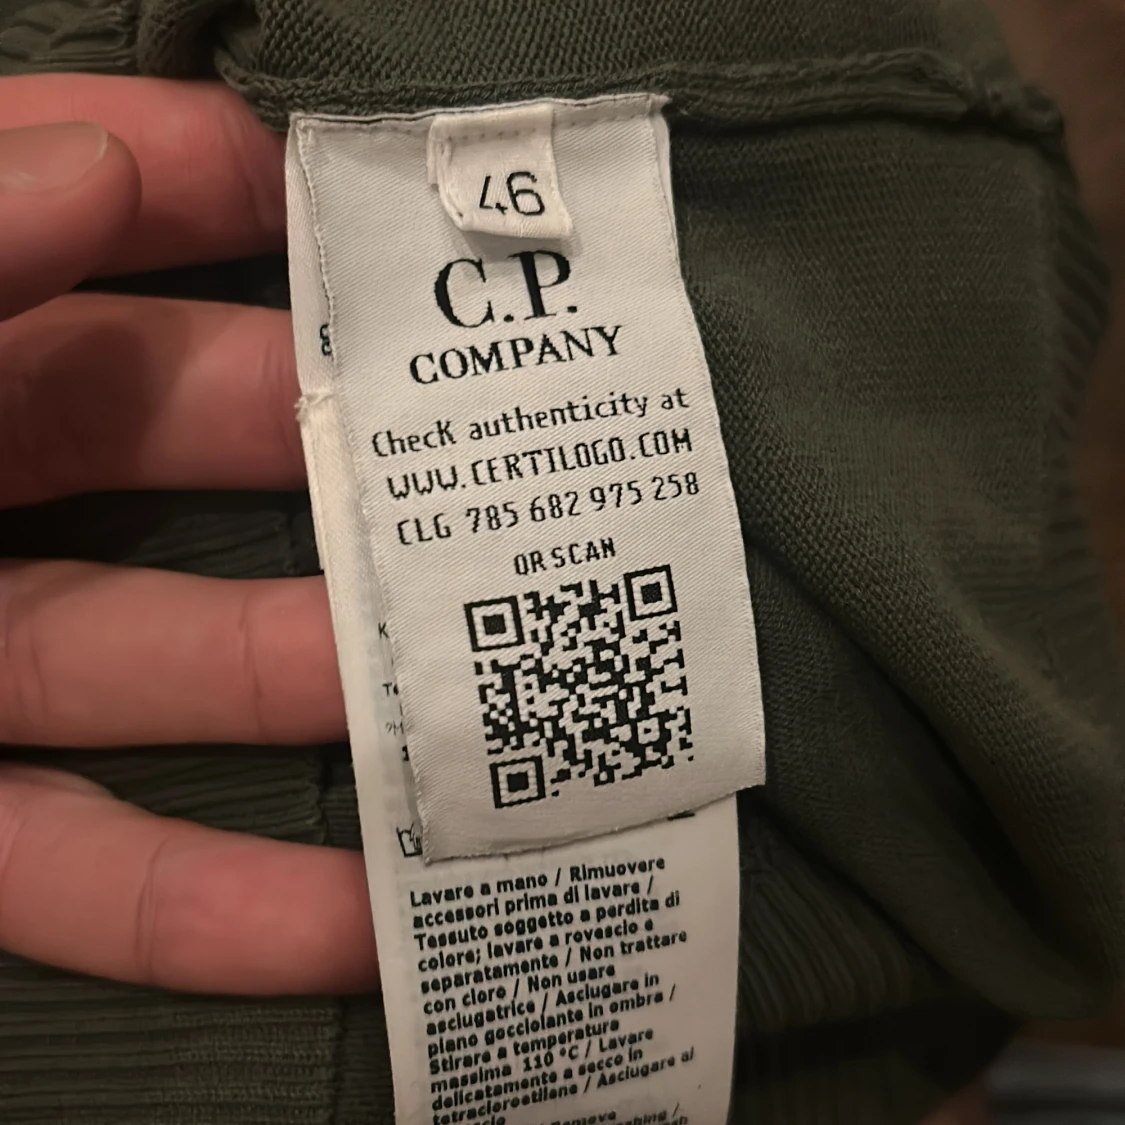 46
C.P.
COMPANY
Check authenticity at
WWW.CERTILOGO.COM
CLG 785 682 975 258
QR SCAN
Lavare a mano / Rimuovere
accessori prima di lavare /
Tessuto soggetto a perdita di
colore; lavare a rovescio e
separatamente / Non trattare
con cloro / Non usare
asciugatrice / Asciugare in
piano gocciolante in ombra /
Stirare a temperatura
massima 110 °C / Lavare
delicatamente a secco in
tetracloroetilene / Asciugare al